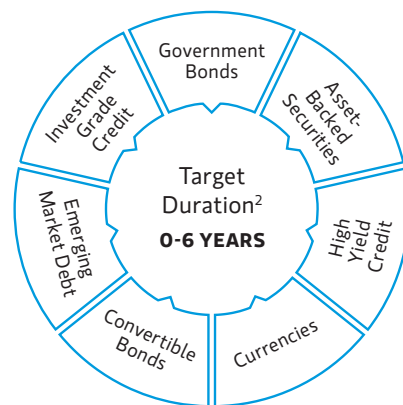 Government
Bonds
Asset-
Backed
Securities
High
Yield
Credit
Currencies
Convertible
Bonds
Emerging
Market Debt
Investment
Grade
Credit
Target
Duration²
0-6 YEARS